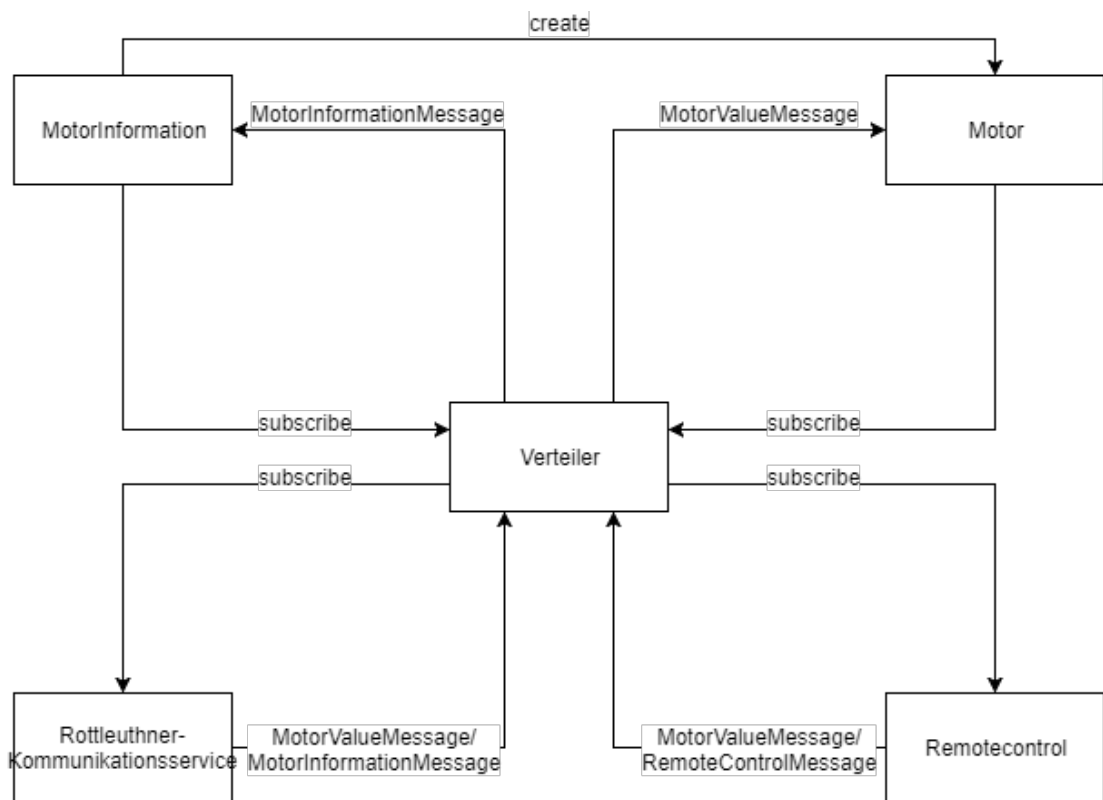 create
MotorInformation
MotorInformationMessage
MotorValueMessage
Motor
subscribe
subscribe
Verteiler
subscribe
subscribe
Rottleuthner-
Kommunikationsservice
MotorValueMessage/
MotorInformationMessage
MotorValueMessage/
RemoteControlMessage
Remotecontrol